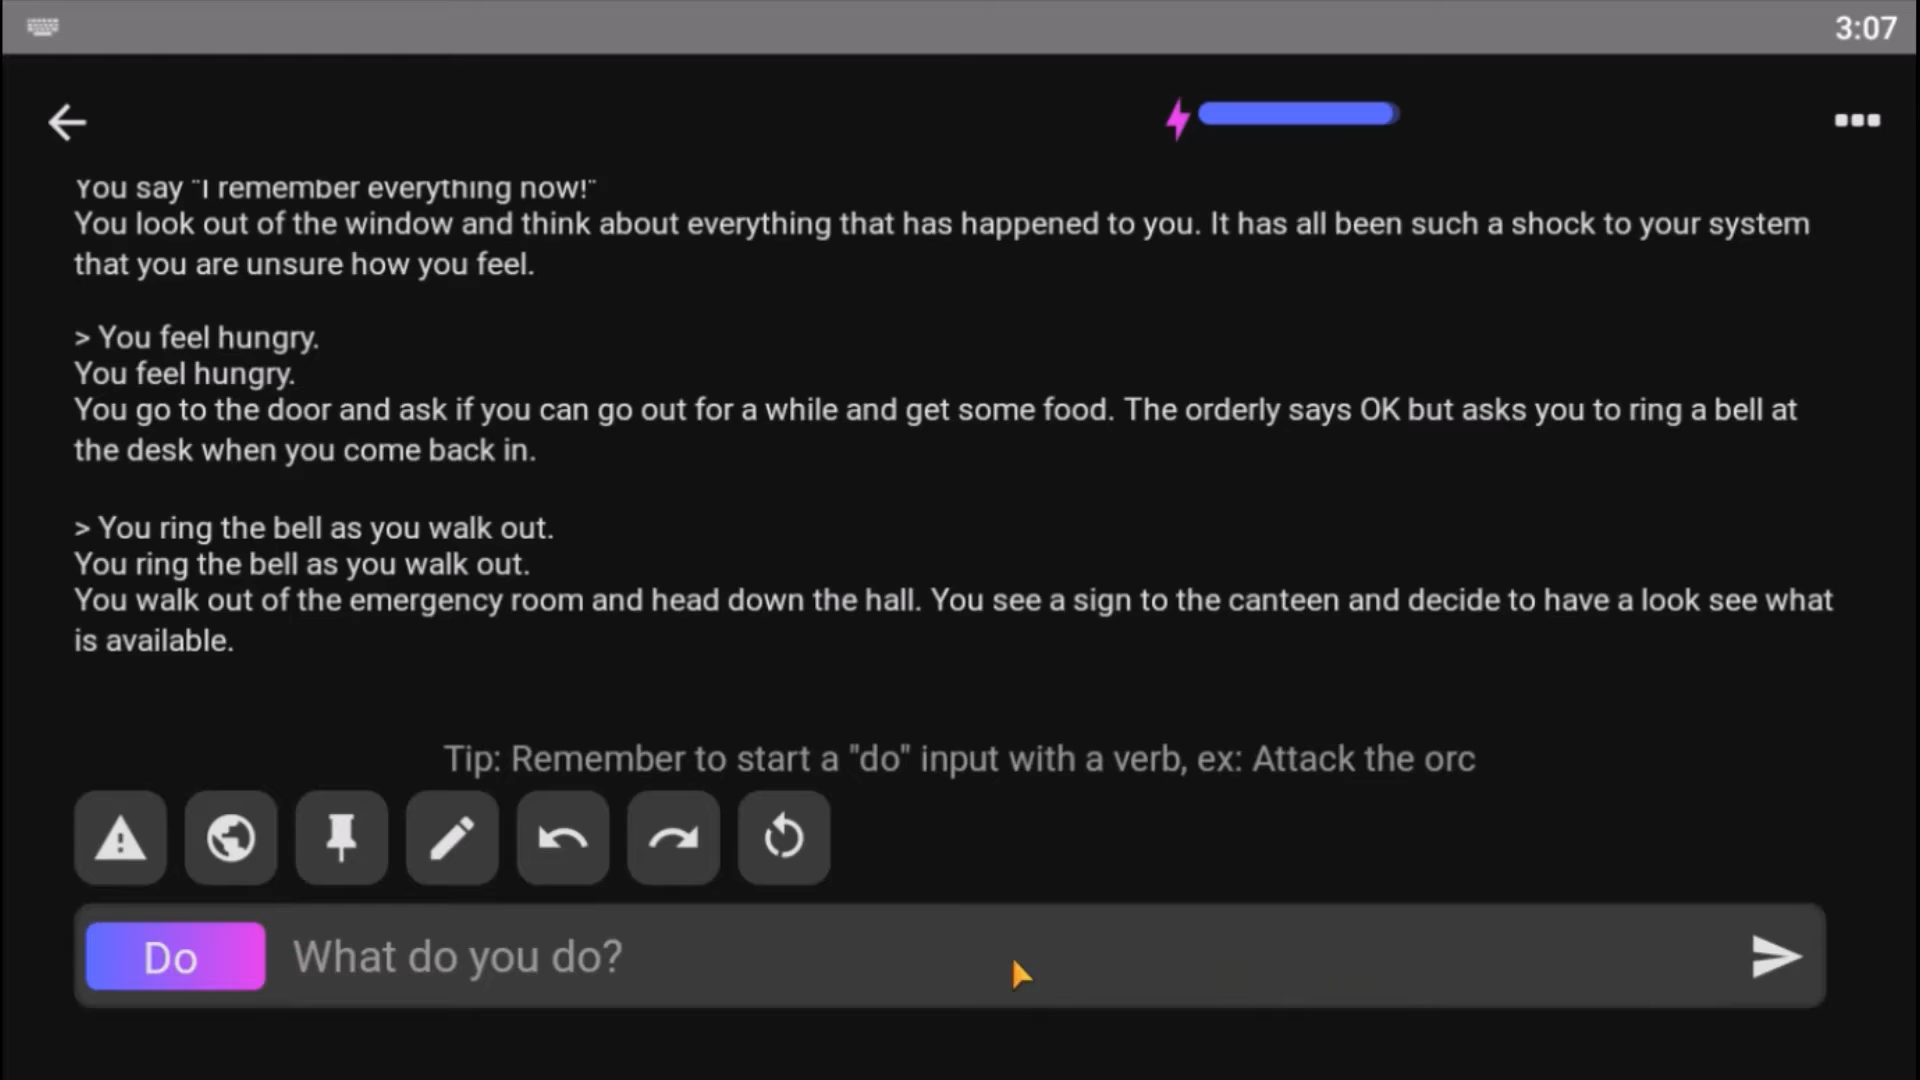 3:07
You say "I remember everything now!"
You look out of the window and think about everything that has happened to you. It has all been such a shock to your system
that you are unsure how you feel.
> You feel hungry.
You feel hungry.
You go to the door and ask if you can go out for a while and get some food. The orderly says OK but asks you to ring a bell at
the desk when you come back in.
> You ring the bell as you walk out.
You ring the bell as you walk out.
You walk out of the emergency room and head down the hall. You see a sign to the canteen and decide to have a look see what
is available.
Tip: Remember to start a "do" input with a verb, ex: Attack the orc
Do What do you do?